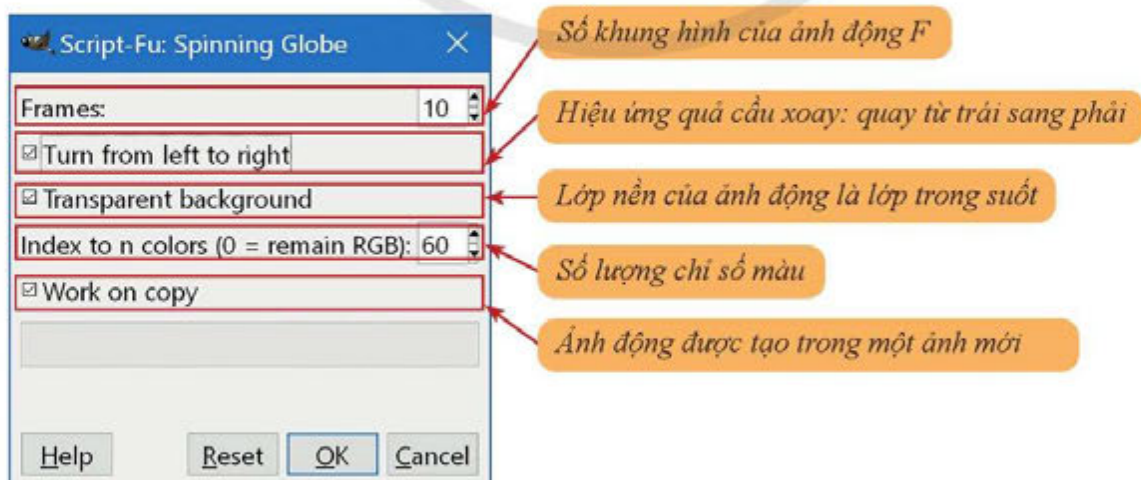 Script-Fu: Spinning Globe
Số khung hình của ảnh động F
Frames: 10
Hiệu ứng quả cầu xoay: quay từ trái sang phải
Turn from left to right
Transparent background
Lớp nền của ảnh động là lớp trong suốt
Index to n colors (0 = remain RGB): 60
Số lượng chỉ số màu
Work on copy
Ảnh động được tạo trong một ảnh mới
Help Reset OK Cancel